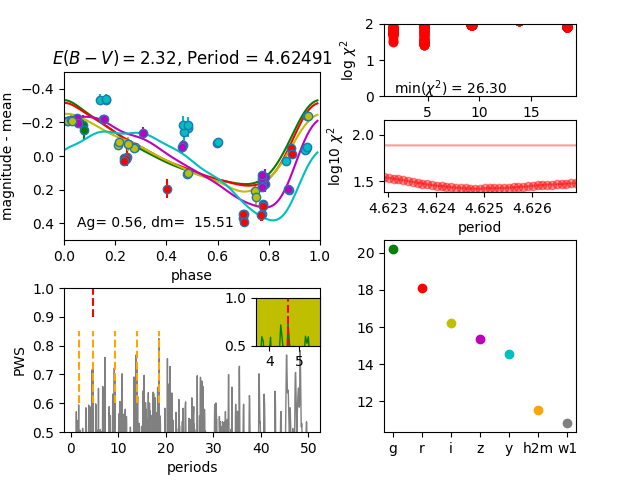 E(B − V) = 2.32, Period = 4.62491
−0.4
−0.2
0.0
0.2
0.4
magnitude - mean
Ag= 0.56, dm=  15.51
0.0 0.2 0.4 0.6 0.8 1.0
phase
2
1
0
log χ²
min(χ²) = 26.30
5 10 15
2.0
1.5
log10 χ²
4.623 4.624 4.625 4.626
period
1.0
0.9
0.8
0.7
0.6
0.5
PWS
1.0
0.5
4 5
0 10 20 30 40 50
periods
20
18
16
14
12
g r i z y h2m w1